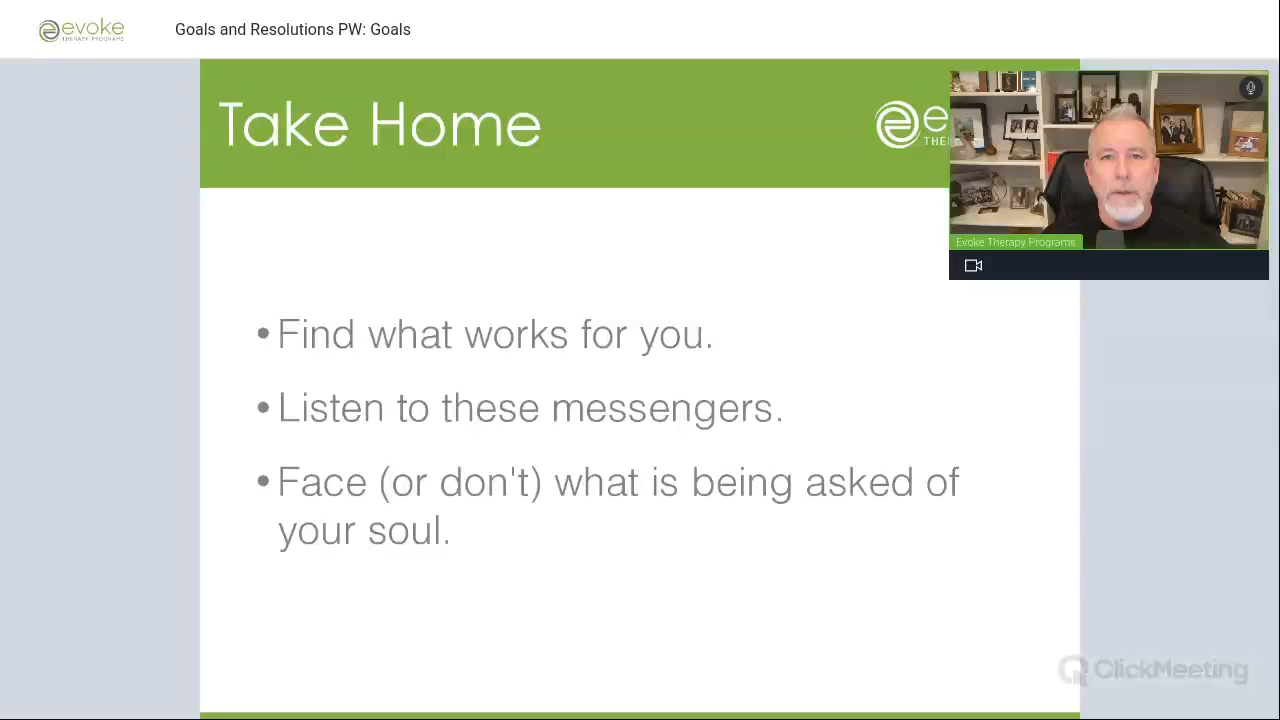 evoke
THERAPY PROGRAMS
Goals and Resolutions PW: Goals
Take Home
e
THE
Evoke Therapy Programs
•Find what works for you.
•Listen to these messengers.
•Face (or don't) what is being asked of
your soul.
ClickMeeting